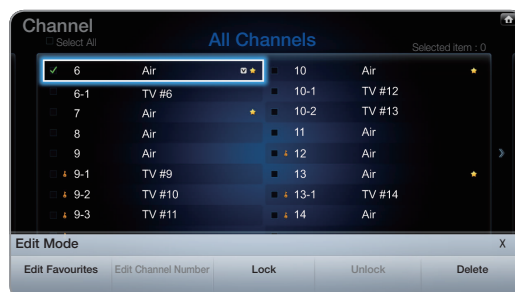 Channel
Select All
All Channels
Selected item : 0
6 Air
6-1 TV #6
7 Air
8 Air
9 Air
9-1 TV #9
9-2 TV #10
9-3 TV #11
10 Air
10-1 TV #12
10-2 TV #13
11 Air
12 Air
13 Air
13-1 TV #14
14 Air
Edit Mode X
Edit Favourites Edit Channel Number Lock Unlock Delete